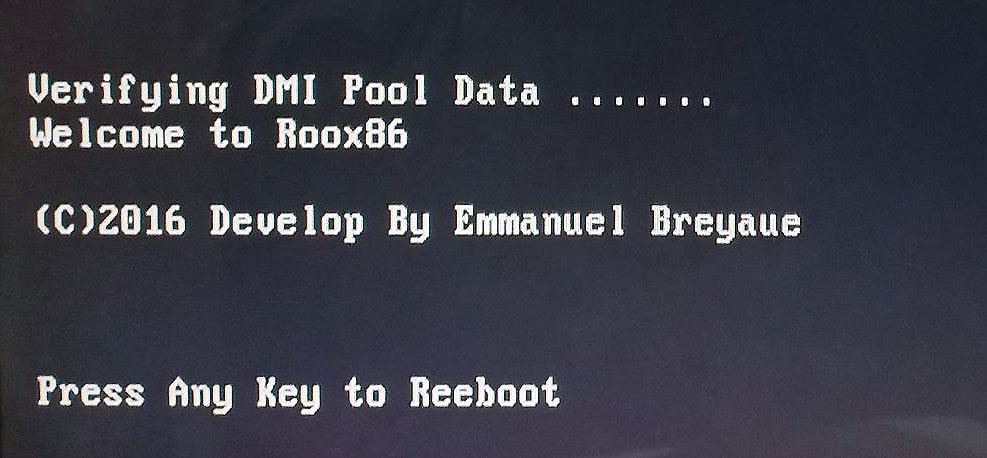 Verifying DMI Pool Data .......
Welcome to Roox86
(C)2016 Develop By Emmanuel Breyaue
Press Any Key to Reeboot